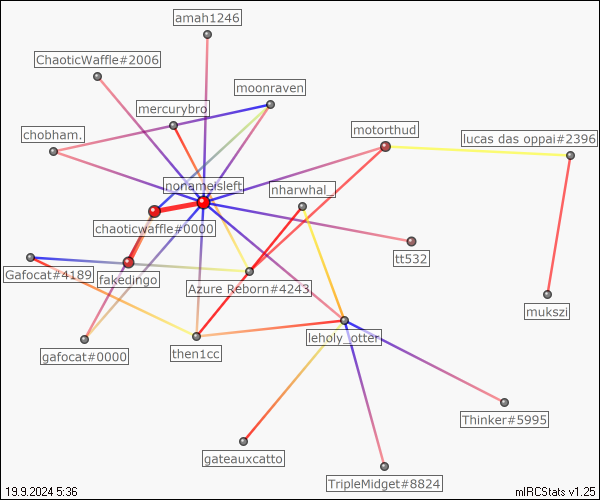 amah1246
ChaoticWaffle#2006
moonraven
mercurybro
chobham.
motorthud
lucas das oppai#2396
nonameisleft
nharwhal_
chaoticwaffle#0000
tt532
Gafocat#4189
fakedingo
Azure Reborn#4243
mukszi
gafocat#0000
then1cc
leholy_otter
Thinker#5995
gateauxcatto
TripleMidget#8824
19.9.2024 5:36
mIRCStats v1.25